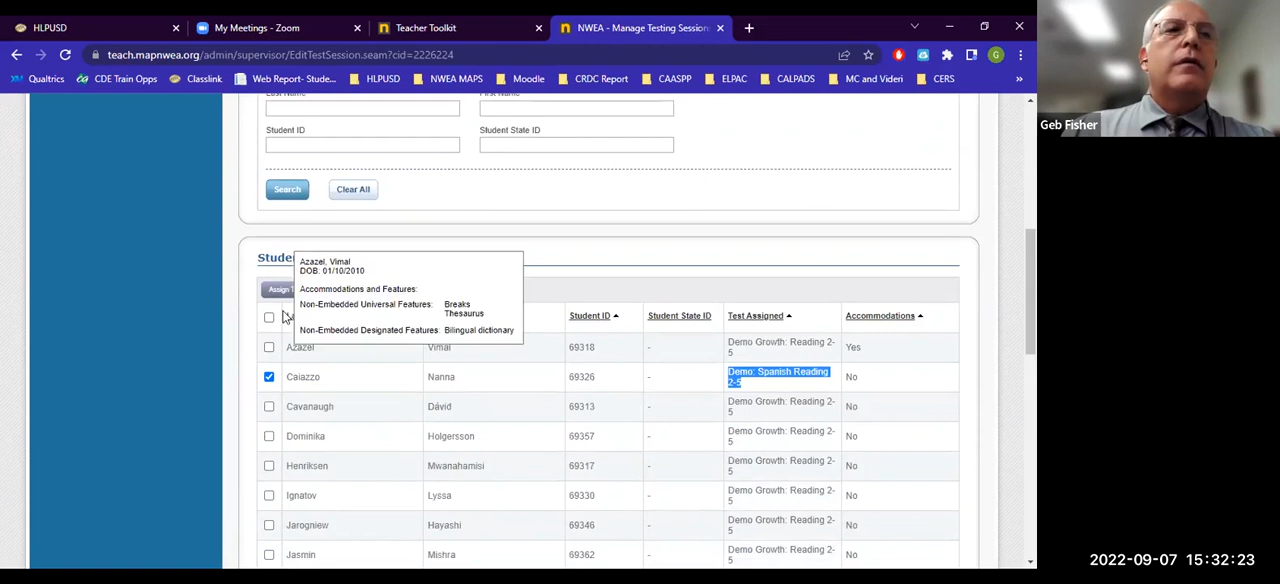 HLPUSD
My Meetings - Zoom
Teacher Toolkit
NWEA - Manage Testing Session
teach.mapnwea.org/admin/supervisor/EditTestSession.seam?cid=2226224
G
Qualtrics CDE Train Opps Classlink Web Report- Stude... HLPUSD NWEA MAPS Moodle CRDC Report CAASPP ELPAC CALPADS MC and Videri CERS »
Last Name First Name
Student ID Student State ID
Search Clear All
Stude
Azazel, Vimal
DOB: 01/10/2010
Accommodations and Features:
Non-Embedded Universal Features: Breaks
Thesaurus
Non-Embedded Designated Features: Bilingual dictionary
Assign T
Student ID Student State ID Test Assigned Accommodations
Azazel Vimal 69318 - Demo Growth: Reading 2-5 Yes
Caiazzo Nanna 69326 - Demo: Spanish Reading 2-5 No
Cavanaugh Dávid 69313 - Demo Growth: Reading 2-5 No
Dominika Holgersson 69357 - Demo Growth: Reading 2-5 No
Henriksen Mwanahamisi 69317 - Demo Growth: Reading 2-5 No
Ignatov Lyssa 69330 - Demo Growth: Reading 2-5 No
Jarogniew Hayashi 69346 - Demo Growth: Reading 2-5 No
Jasmin Mishra 69362 - Demo Growth: Reading 2-5 No
Geb Fisher
2022-09-07 15:32:23